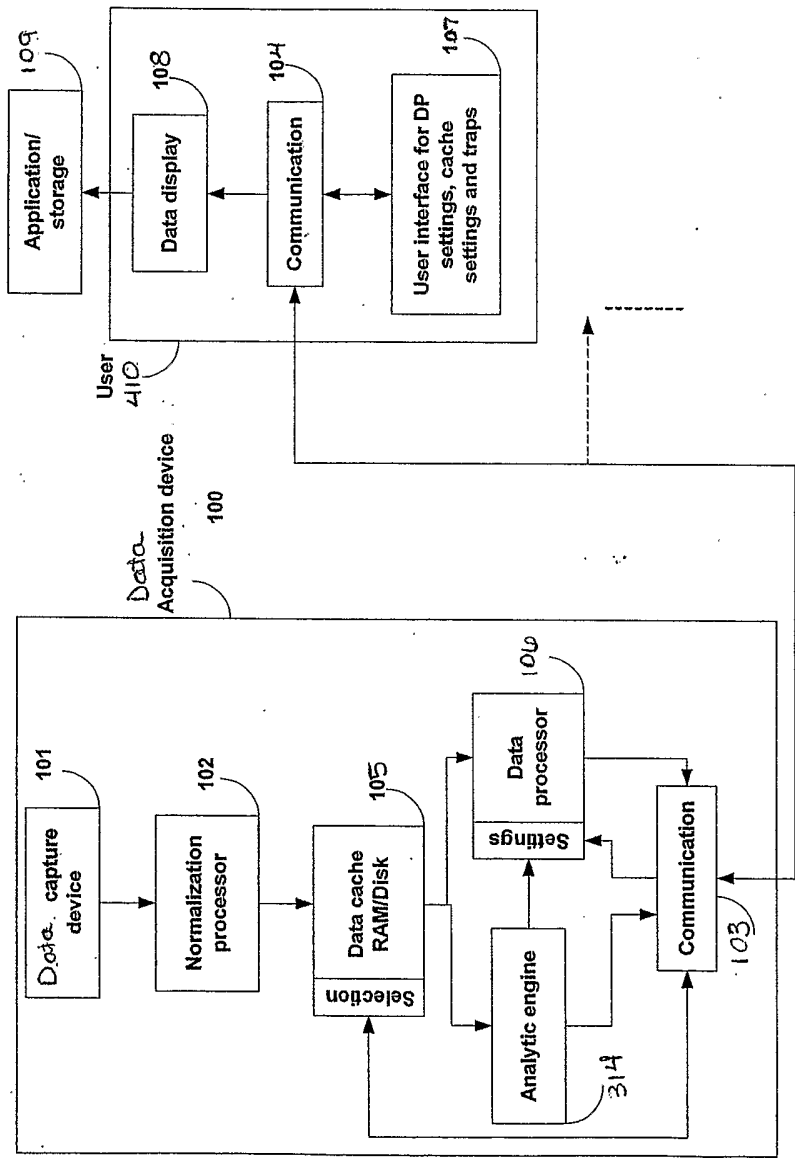 Data
Acquisition device
100
Data capture
device
101
Normalization
processor
102
Selection
Data cache
RAM/Disk
105
Analytic engine
314
Settings
Data
processor
106
Communication
103
User
410
Application/
storage
109
Data display
108
Communication
104
User interface for DP
settings, cache
settings and traps
107